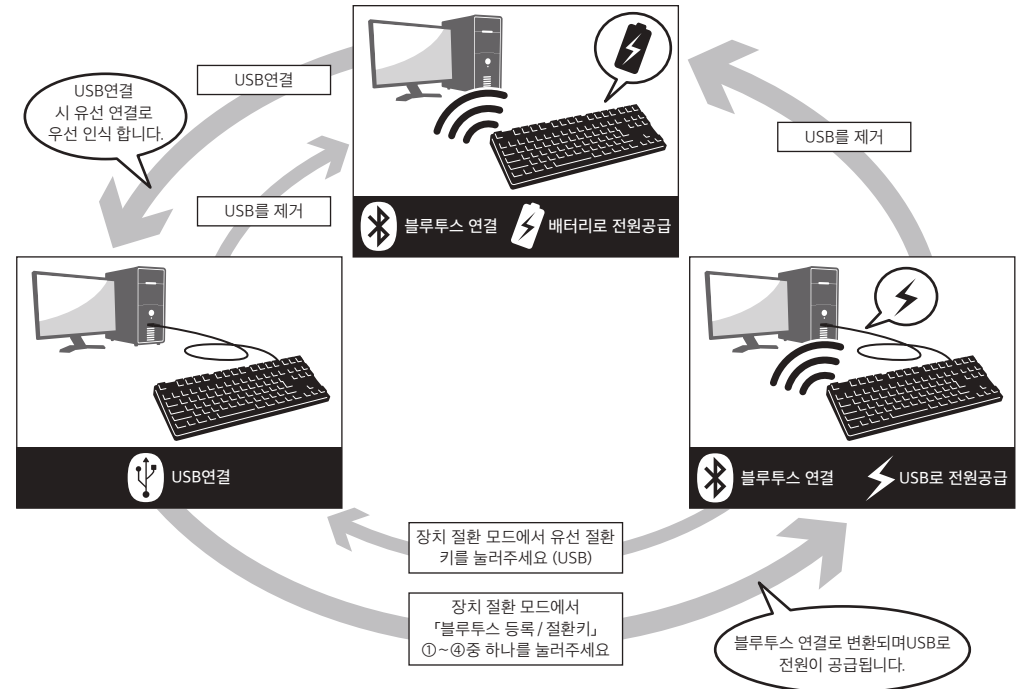 USB연결
USB연결
시 유선 연결로
우선 인식 합니다.
USB를 제거
USB를 제거
블루투스 연결
배터리로 전원공급
USB연결
블루투스 연결
USB로 전원공급
장치 절환 모드에서 유선 절환
키를 눌러주세요 (USB)
장치 절환 모드에서
「블루투스 등록 / 절환키」
①~④중 하나를 눌러주세요
블루투스 연결로 변환되며USB로
전원이 공급됩니다.